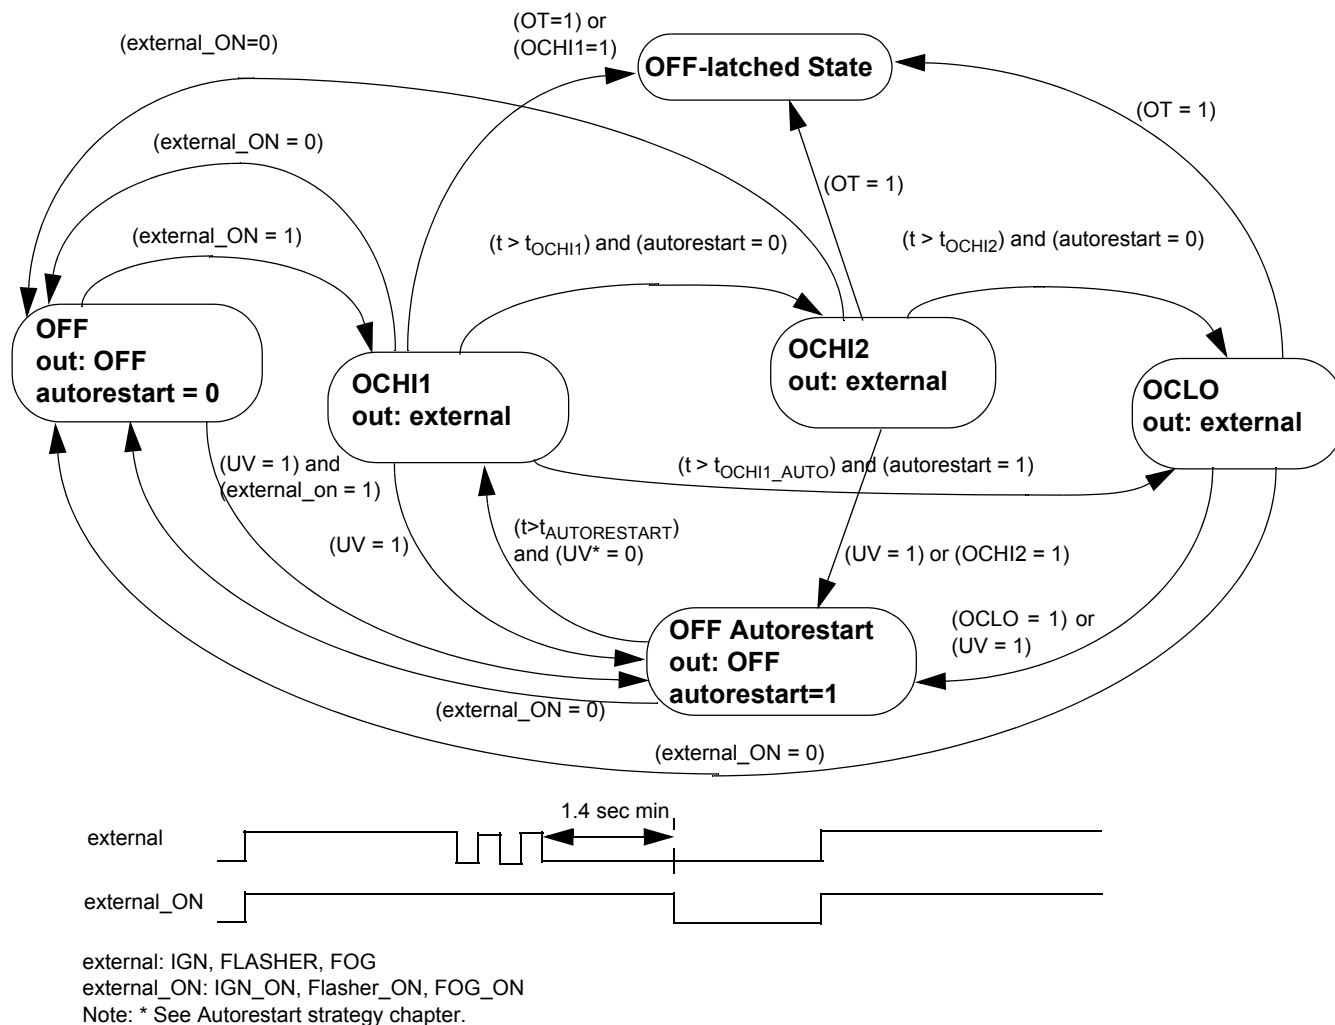 (OT=1) or
(OCHI1=1)
(external_ON=0)
OFF-latched State
(OT = 1)
(external_ON = 0)
(OT = 1)
(external_ON = 1)
(t > tOCHI1) and (autorestart = 0)
(t > tOCHI2) and (autorestart = 0)
OFF
out: OFF
autorestart = 0
OCHI1
out: external
OCHI2
out: external
OCLO
out: external
(UV = 1) and
(external_on = 1)
(t > tOCHI1_AUTO) and (autorestart = 1)
(UV = 1)
(t>tAUTORESTART)
and (UV* = 0)
(UV = 1) or (OCHI2 = 1)
OFF Autorestart
out: OFF
autorestart=1
(OCLO = 1) or
(UV = 1)
(external_ON = 0)
(external_ON = 0)
1.4 sec min
external
external_ON
external: IGN, FLASHER, FOG
external_ON: IGN_ON, Flasher_ON, FOG_ON
Note: * See Autorestart strategy chapter.